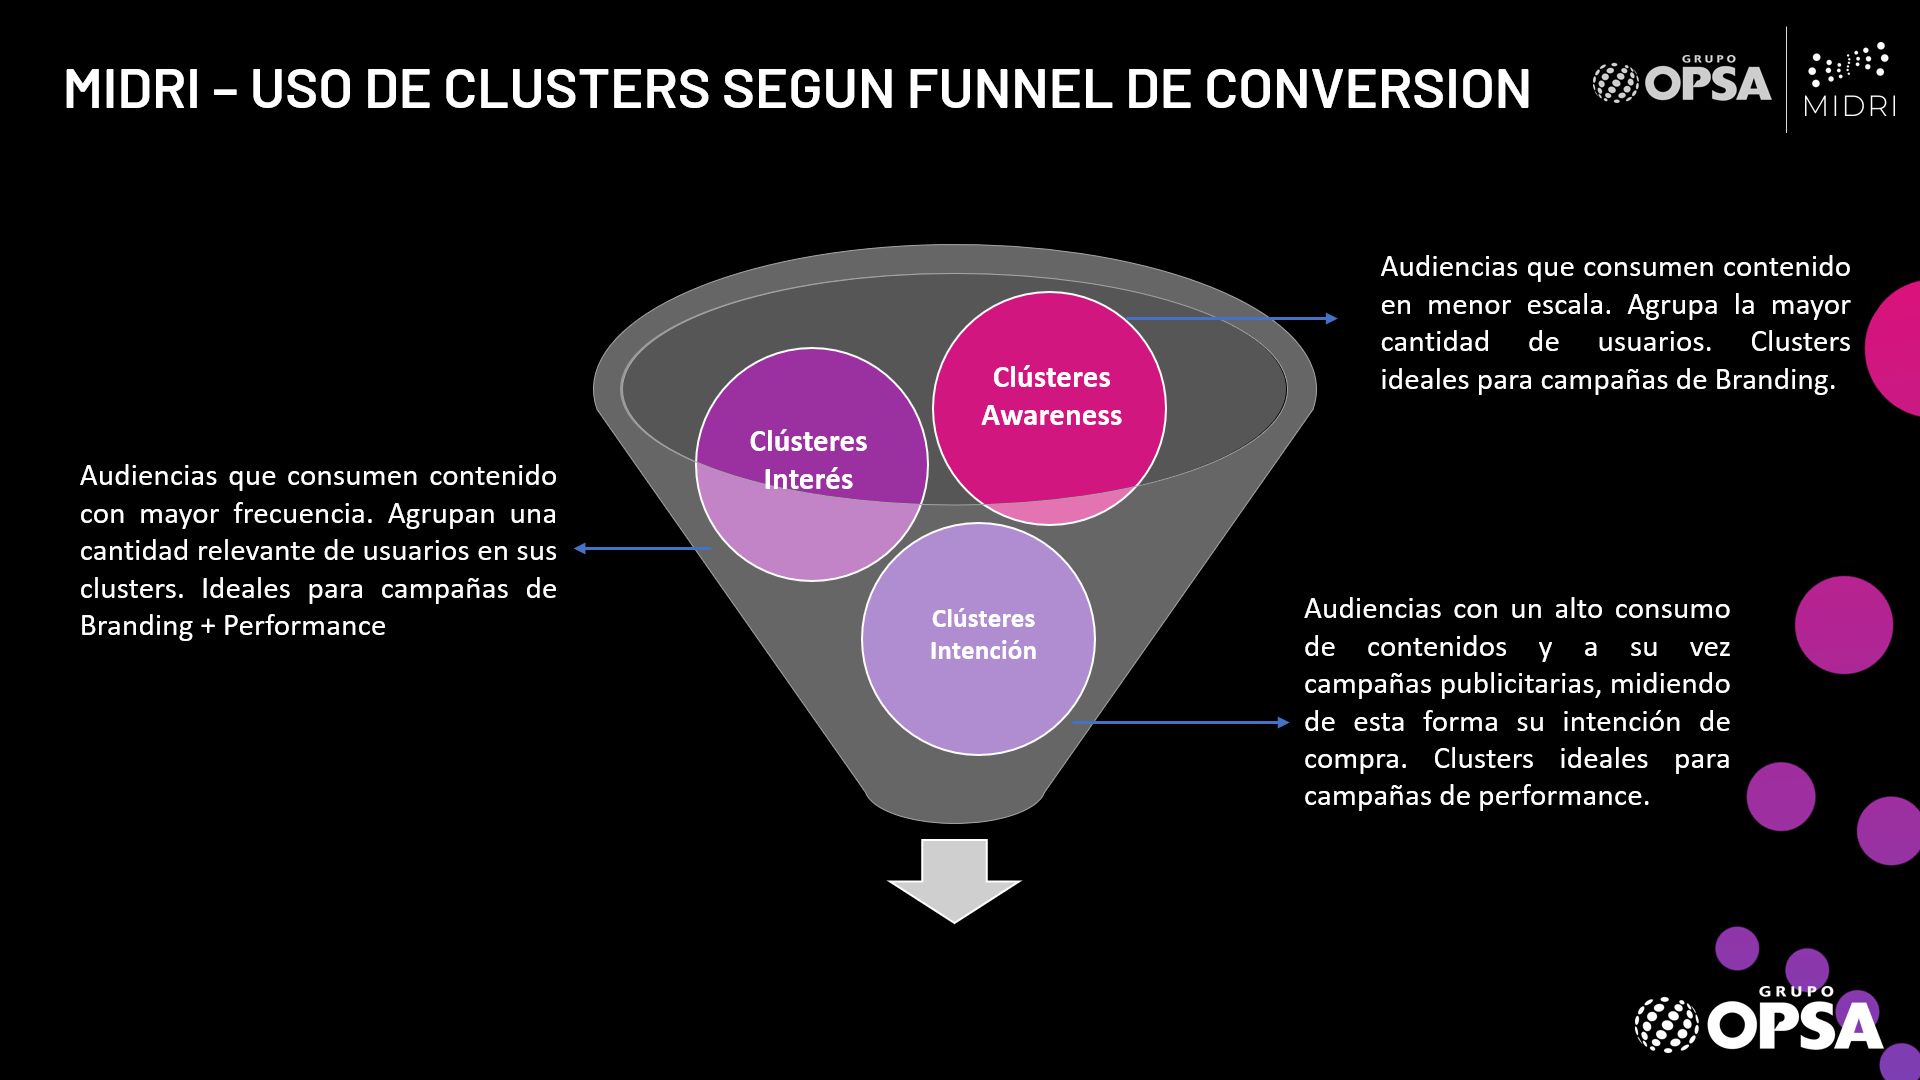 MIDRI – USO DE CLUSTERS SEGUN FUNNEL DE CONVERSION
GRUPO
OPSA
MIDRI
Audiencias que consumen contenido
en menor escala. Agrupa la mayor
cantidad de usuarios. Clusters
ideales para campañas de Branding.
Clústeres
Awareness
Clústeres
Interés
Audiencias que consumen contenido
con mayor frecuencia. Agrupan una
cantidad relevante de usuarios en sus
clusters. Ideales para campañas de
Branding + Performance
Clústeres
Intención
Audiencias con un alto consumo
de contenidos y a su vez
campañas publicitarias, midiendo
de esta forma su intención de
compra. Clusters ideales para
campañas de performance.
GRUPO
OPSA